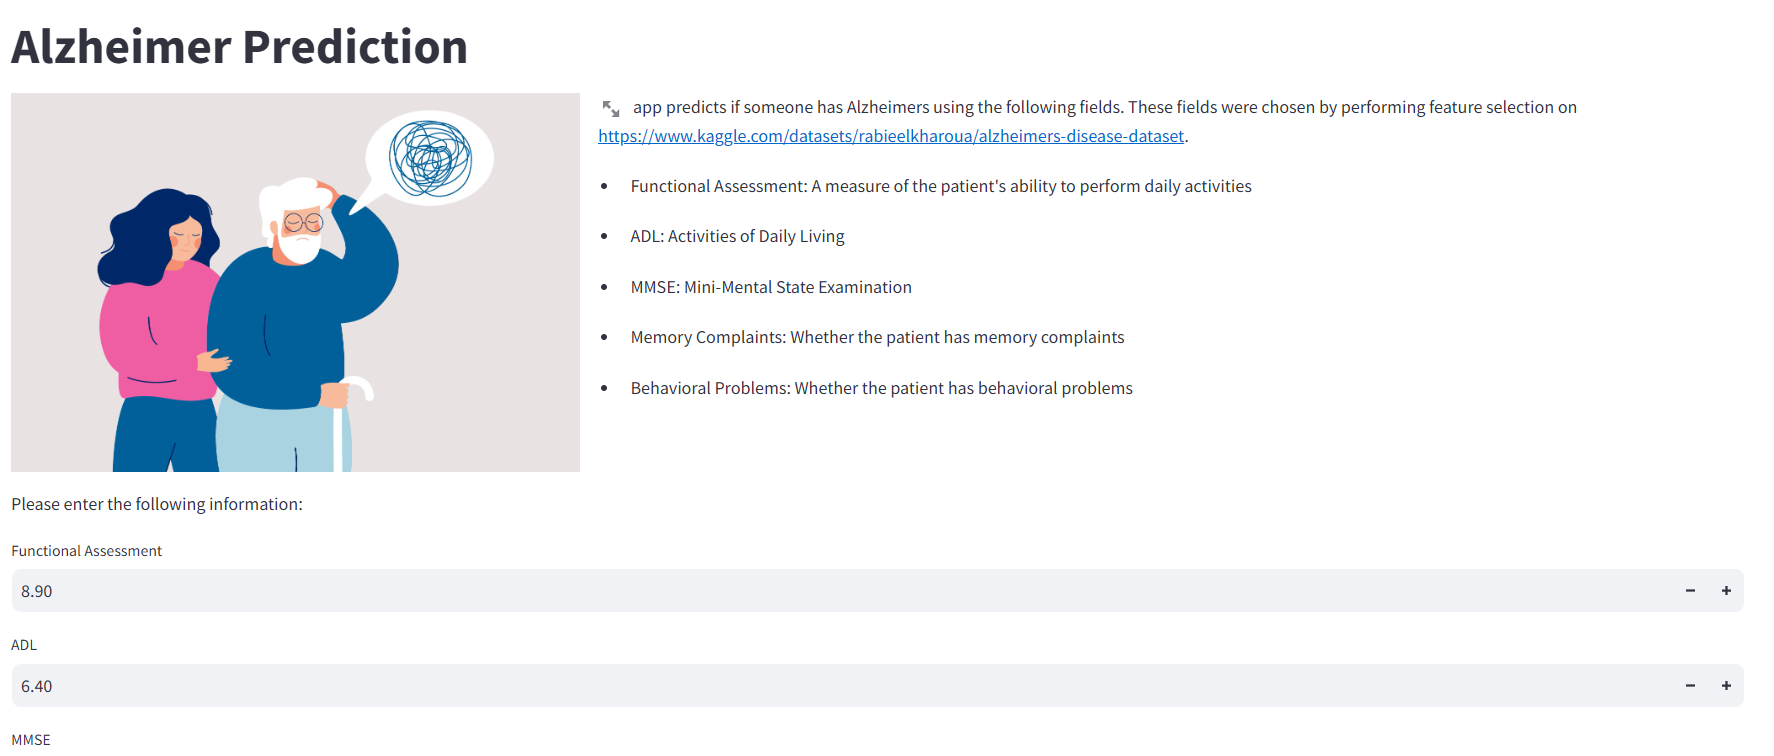 Alzheimer Prediction
app predicts if someone has Alzheimers using the following fields. These fields were chosen by performing feature selection on
https://www.kaggle.com/datasets/rabieelkharoua/alzheimers-disease-dataset.
• Functional Assessment: A measure of the patient's ability to perform daily activities
• ADL: Activities of Daily Living
• MMSE: Mini-Mental State Examination
• Memory Complaints: Whether the patient has memory complaints
• Behavioral Problems: Whether the patient has behavioral problems
Please enter the following information:
Functional Assessment
8.90
ADL
6.40
MMSE